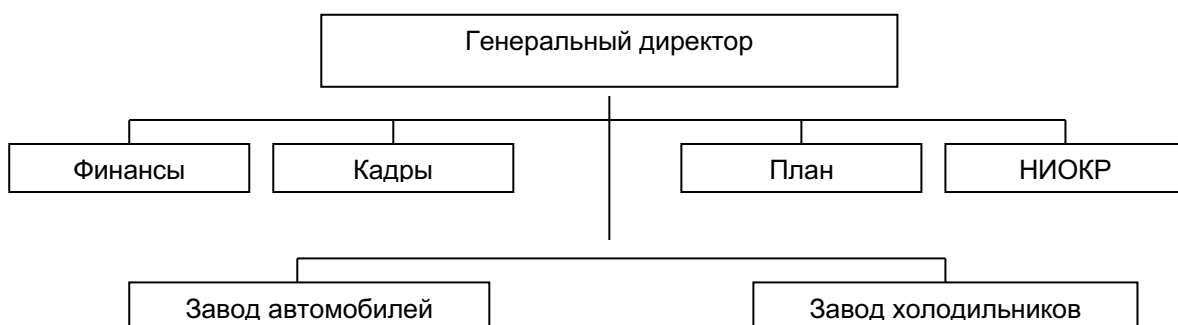 Генеральный директор
Финансы
Кадры
План
НИОКР
Завод автомобилей
Завод холодильников